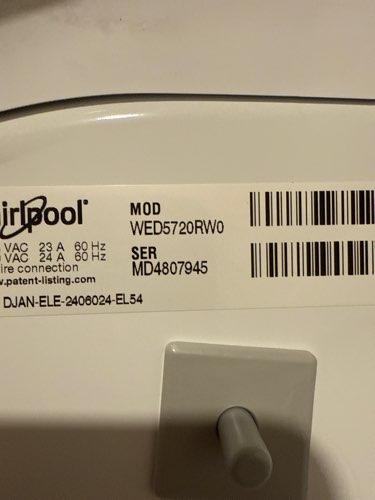 irlpool®
MOD
WED5720RW0
VAC 23 A 60 Hz
VAC 24 A 60 Hz
ire connection
.patent-listing.com
SER
MD4807945
DJAN-ELE-2406024-EL54